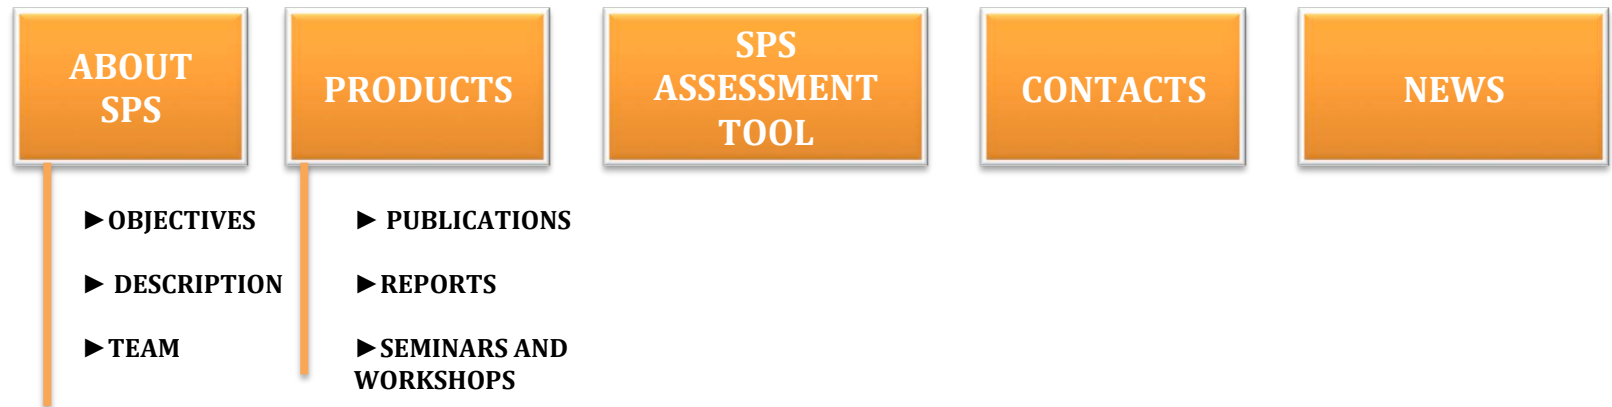 ABOUT
SPS
PRODUCTS
SPS
ASSESSMENT
TOOL
CONTACTS
NEWS
►OBJECTIVES
► DESCRIPTION
►TEAM
► PUBLICATIONS
►REPORTS
►SEMINARS AND
WORKSHOPS